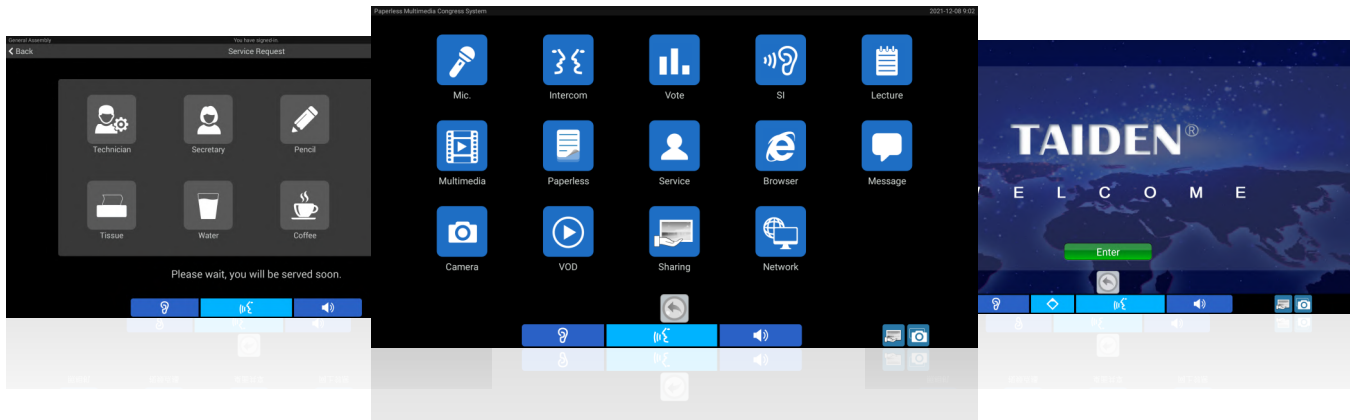 General Assembly
You have signed-in
Back
Service Request
Technician
Secretary
Pencil
Tissue
Water
Coffee
Please wait, you will be served soon.
Paperless Multimedia Congress System
2021-12-08 9:02
Mic.
Intercom
Vote
SI
Lecture
Multimedia
Paperless
Service
Browser
Message
Camera
VOD
Sharing
Network
TAIDEN®
E L C O M E
Enter